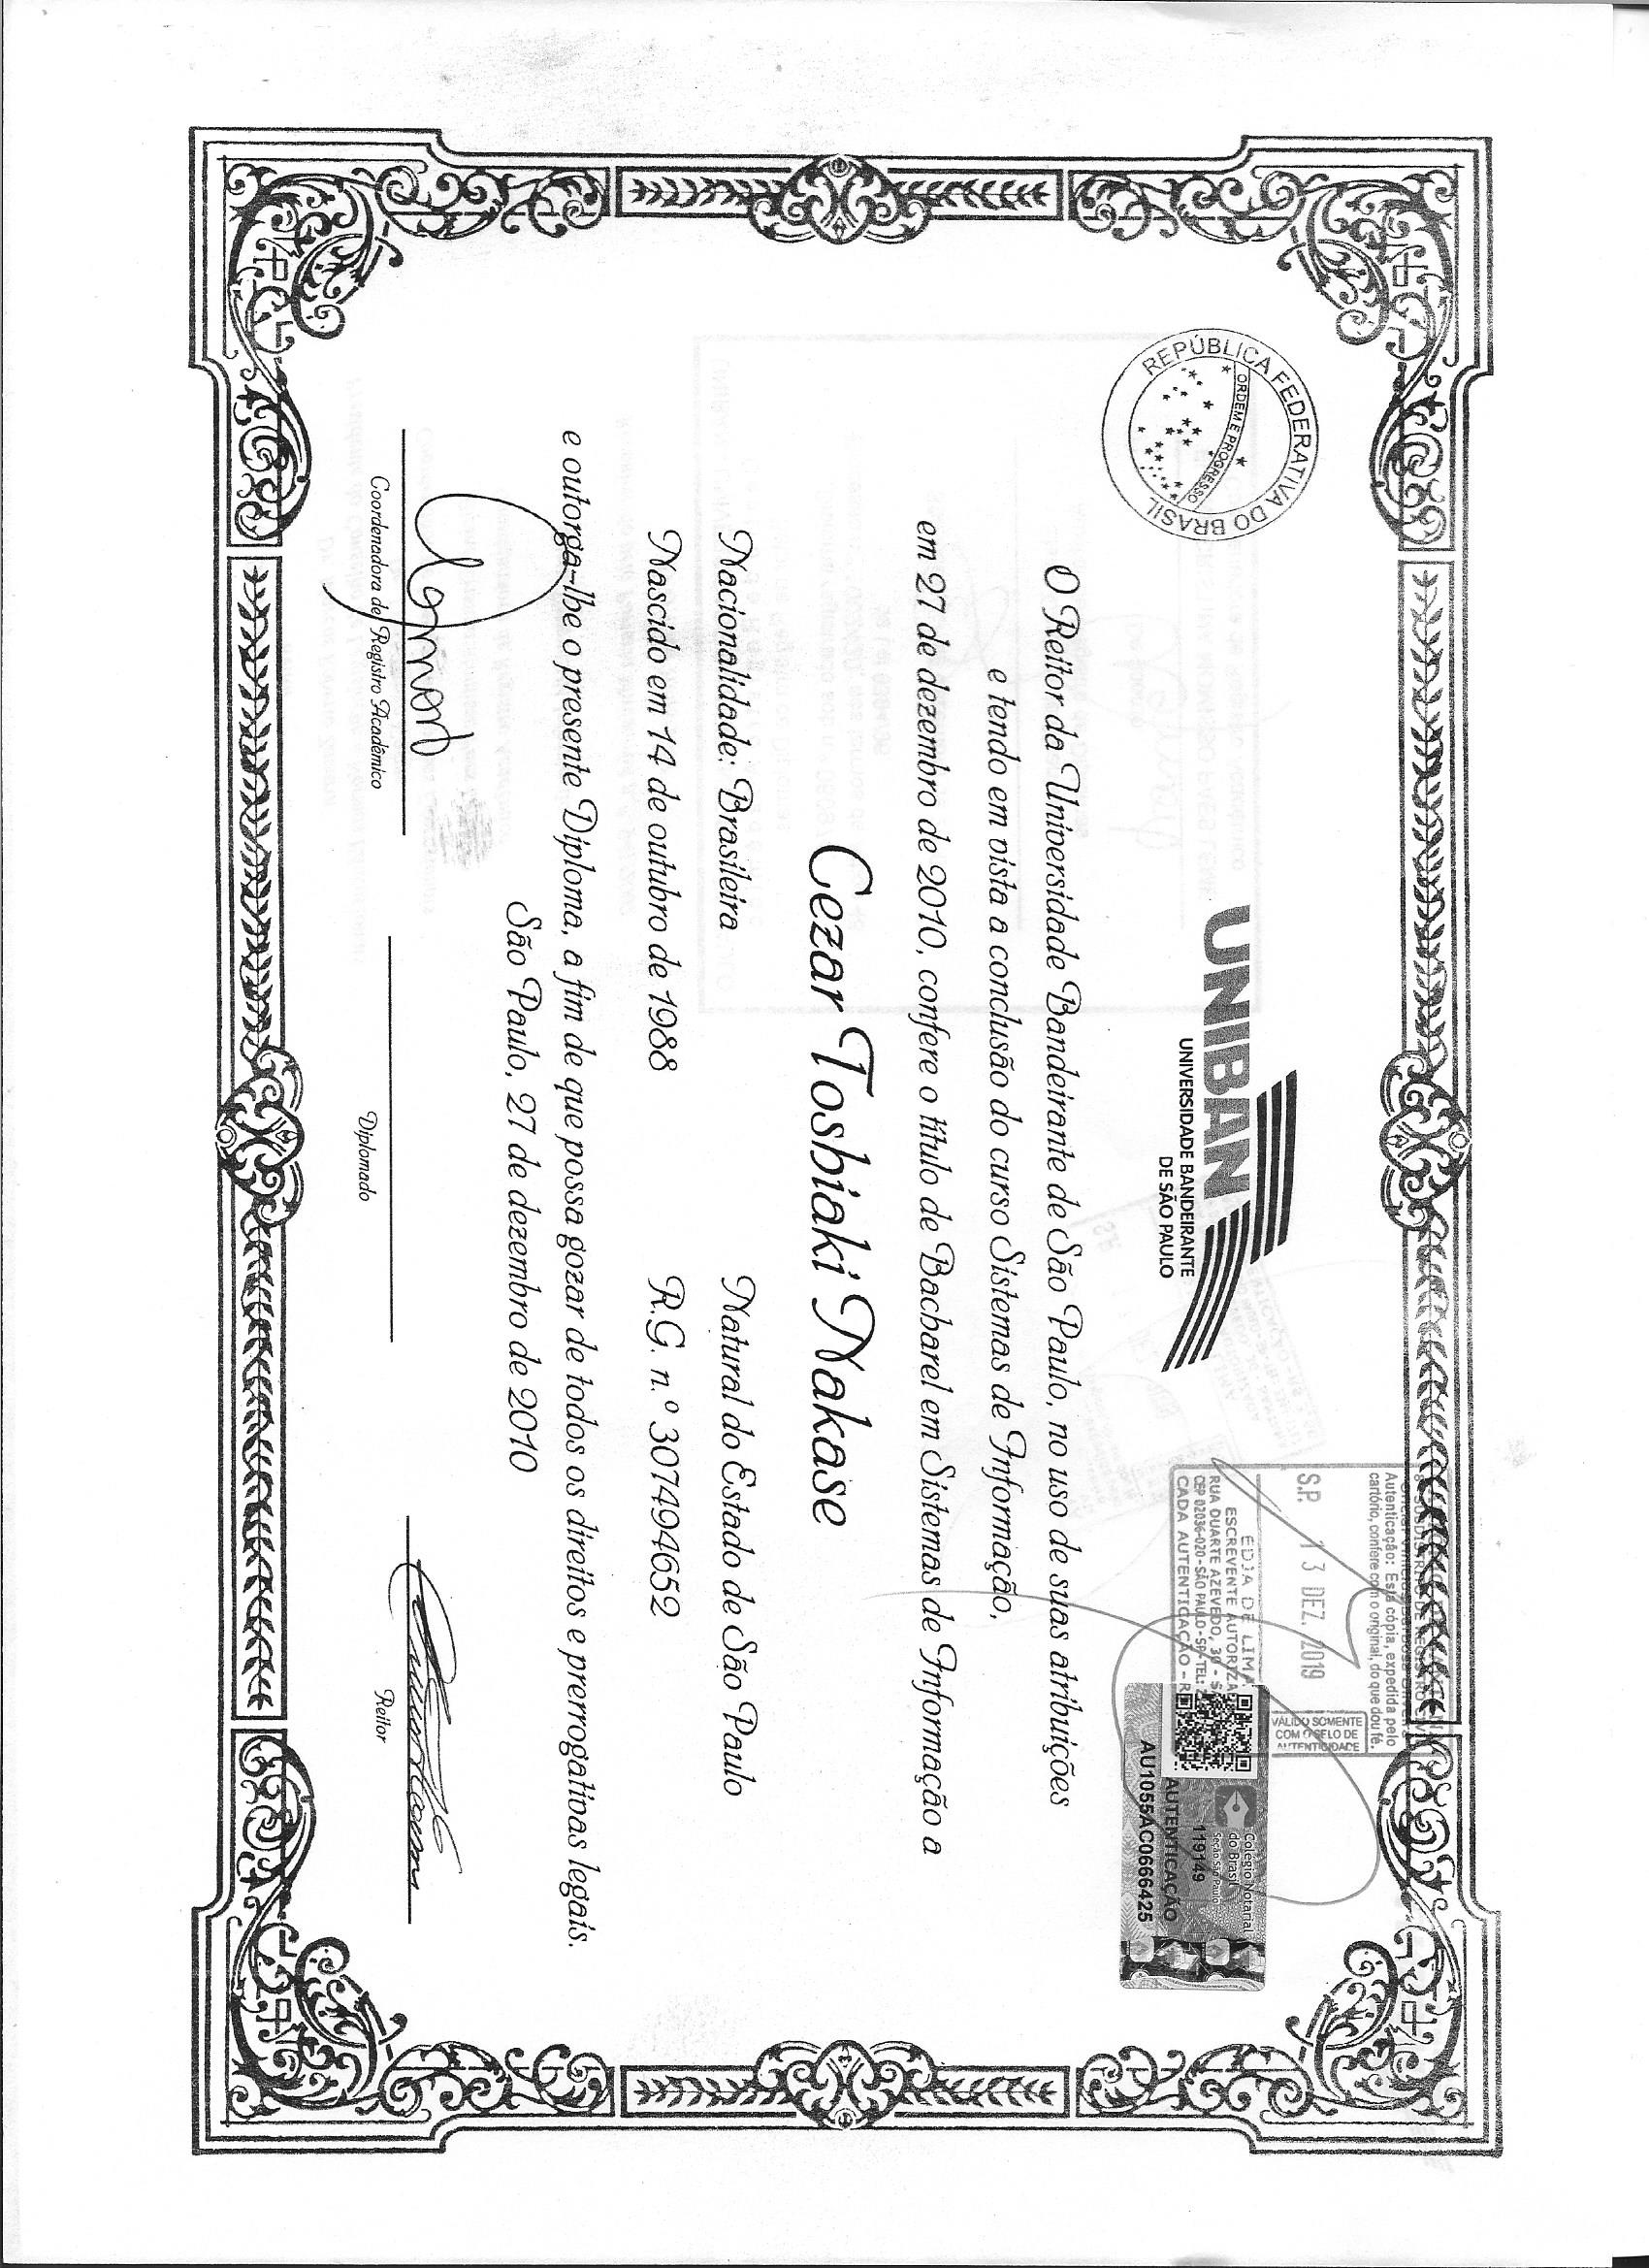 REPÚBLICA FEDERATIVA DO BRASIL
ORDEM E PROGRESSO
UNIBAN
UNIVERSIDADE BANDEIRANTE
DE SÃO PAULO
Autenticação: Esta cópia, expedida pelo
cartório, confere com o original, do que dou fé.
S.P. 13 DEZ. 2019
VÁLIDO SOMENTE
COM O SELO DE
AUTENTICIDADE
EDIA DE LIMA
ESCREVENTE AUTORIZA
RUA DUARTE AZEVEDO,
CEP 02036-020 - SÃO PAULO - SP - TEL:
CADA AUTENTICAÇÃO - R
Colégio Notarial
do Brasil
Seção São Paulo
119149
AUTENTICAÇÃO
AU1055AC0666425
O Reitor da Universidade Bandeirante de São Paulo, no uso de suas atribuições
e tendo em vista a conclusão do curso Sistemas de Informação,
em 27 de dezembro de 2010, confere o título de Bacharel em Sistemas de Informação a
Cezar Toshiaki Nakase
Nacionalidade: Brasileira Natural do Estado de São Paulo
Nascido em 14 de outubro de 1988 R.G. n.º 307494652
e outorga-lhe o presente Diploma, a fim de que possa gozar de todos os direitos e prerrogativas legais.
São Paulo, 27 de dezembro de 2010
Coordenadora de Registro Acadêmico
Diplomado
Reitor